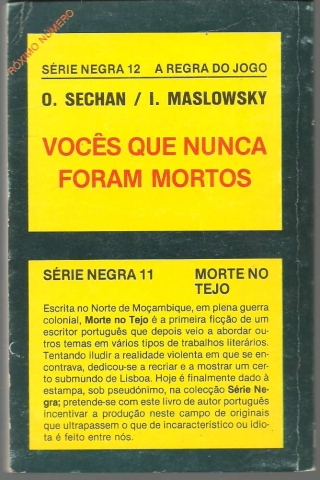 PRÓXIMO NÚMERO
SÉRIE NEGRA 12 A REGRA DO JOGO
O. SECHAN / I. MASLOWSKY
VOCÊS QUE NUNCA
FORAM MORTOS
SÉRIE NEGRA 11 MORTE NO
TEJO
Escrita no Norte de Moçambique, em plena guerra
colonial, Morte no Tejo é a primeira ficção de um
escritor português que depois veio a abordar ou-
tros temas em vários tipos de trabalhos literários.
Tentando iludir a realidade violenta em que se en-
contrava, dedicou-se a recriar e a mostrar um cer-
to submundo de Lisboa. Hoje é finalmente dado à
estampa, sob pseudónimo, na colecção Série Ne-
gra; pretende-se com este livro de autor português
incentivar a produção neste campo de originais
que ultrapassem o que de incaracterístico ou idio-
ta é feito entre nós.